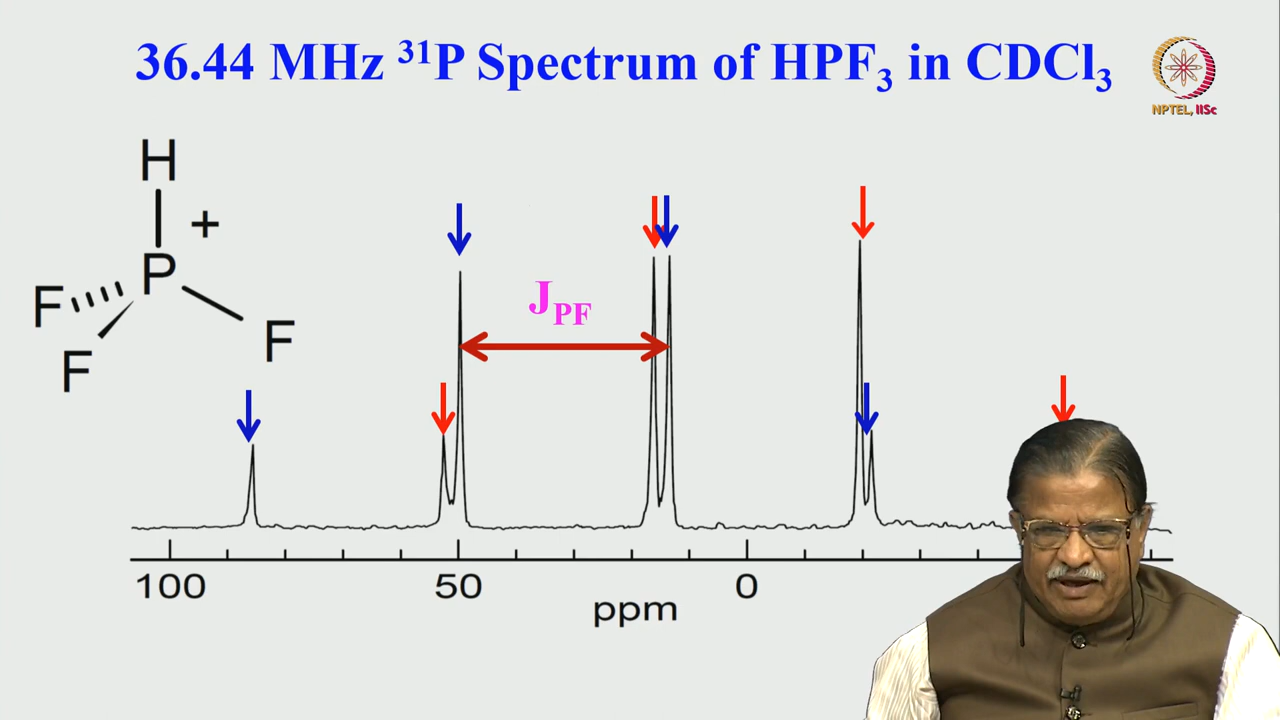 36.44 MHz ³¹P Spectrum of HPF₃ in CDCl₃
NPTEL, IISc
H
+
P
F
F
F
J_PF
100
50
0
ppm